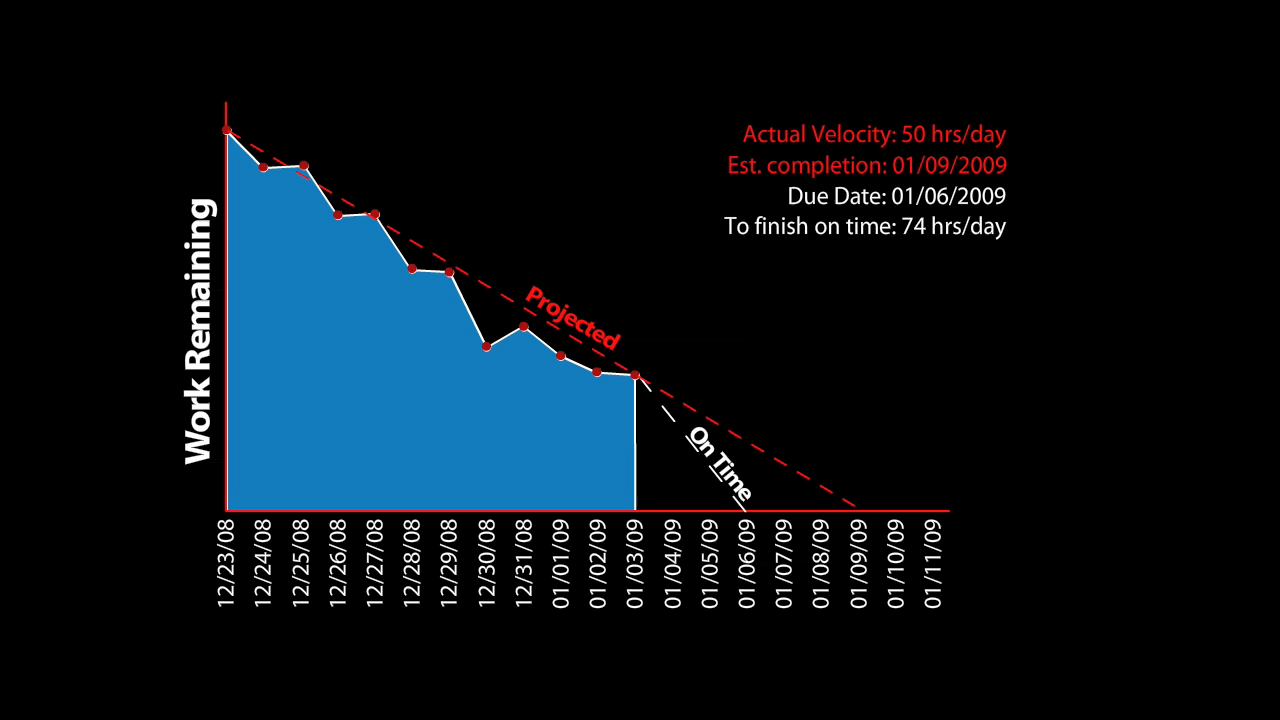 Actual Velocity: 50 hrs/day
Est. completion: 01/09/2009
Due Date: 01/06/2009
To finish on time: 74 hrs/day
Work Remaining
Projected
On Time
12/23/08
12/24/08
12/25/08
12/26/08
12/27/08
12/28/08
12/29/08
12/30/08
12/31/08
01/01/09
01/02/09
01/03/09
01/04/09
01/05/09
01/06/09
01/07/09
01/08/09
01/09/09
01/10/09
01/11/09